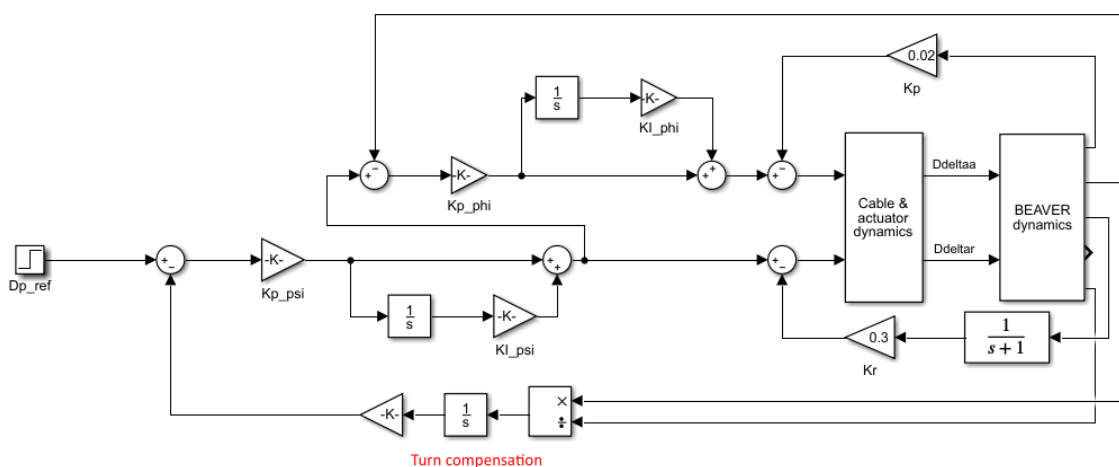 0.02
Kp
1
s
-K-
KI_phi
+
−
-K-
Kp_phi
+
+
+
−
Cable &
actuator
dynamics
Ddeltaa
Ddeltar
BEAVER
dynamics
Dp_ref
+
−
-K-
Kp_psi
+
+
+
−
1
s
-K-
KI_psi
0.3
Kr
1
s + 1
-K-
1
s
×
÷
Turn compensation